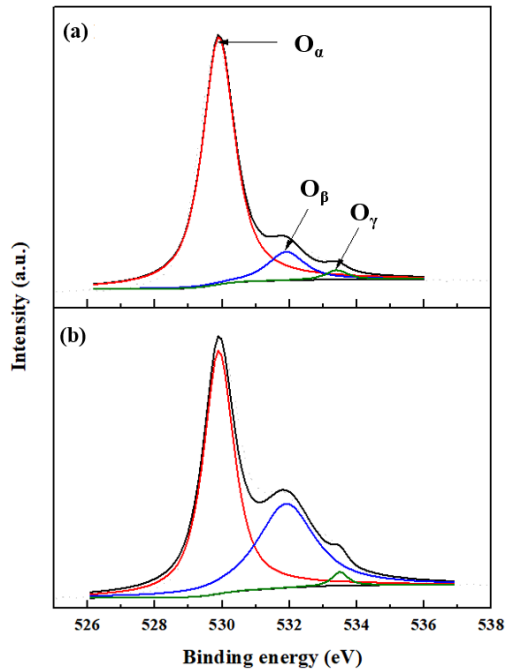 (a)
Oα
Oβ
Oγ
Intensity (a.u.)
(b)
526 528 530 532 534 536 538
Binding energy (eV)